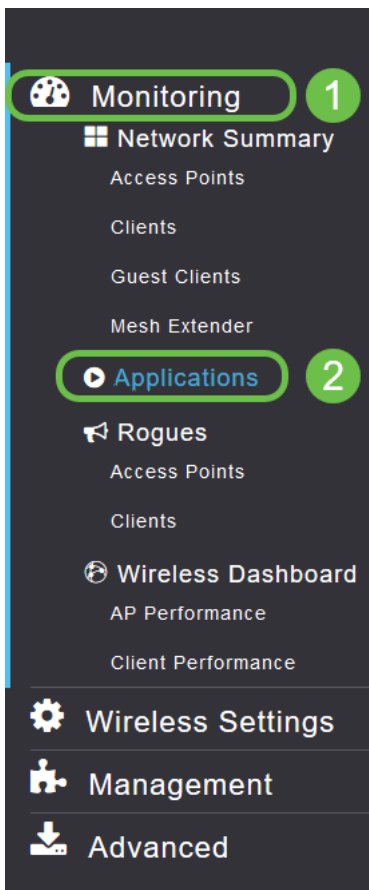 Monitoring 1
Network Summary
Access Points
Clients
Guest Clients
Mesh Extender
Applications 2
Rogues
Access Points
Clients
Wireless Dashboard
AP Performance
Client Performance
Wireless Settings
Management
Advanced